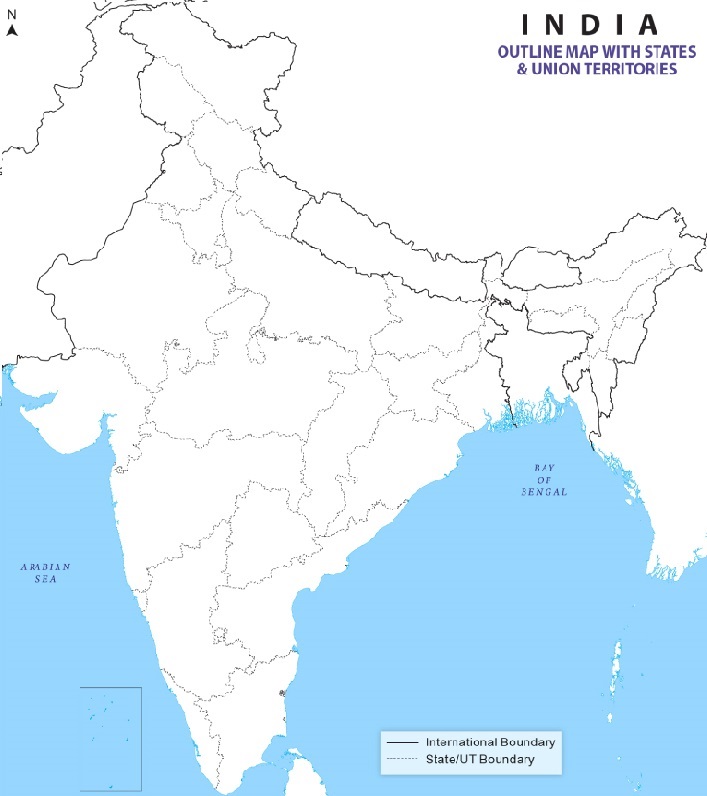 N
INDIA
OUTLINE MAP WITH STATES
& UNION TERRITORIES
BAY
OF
BENGAL
ARABIAN
SEA
International Boundary
State/UT Boundary